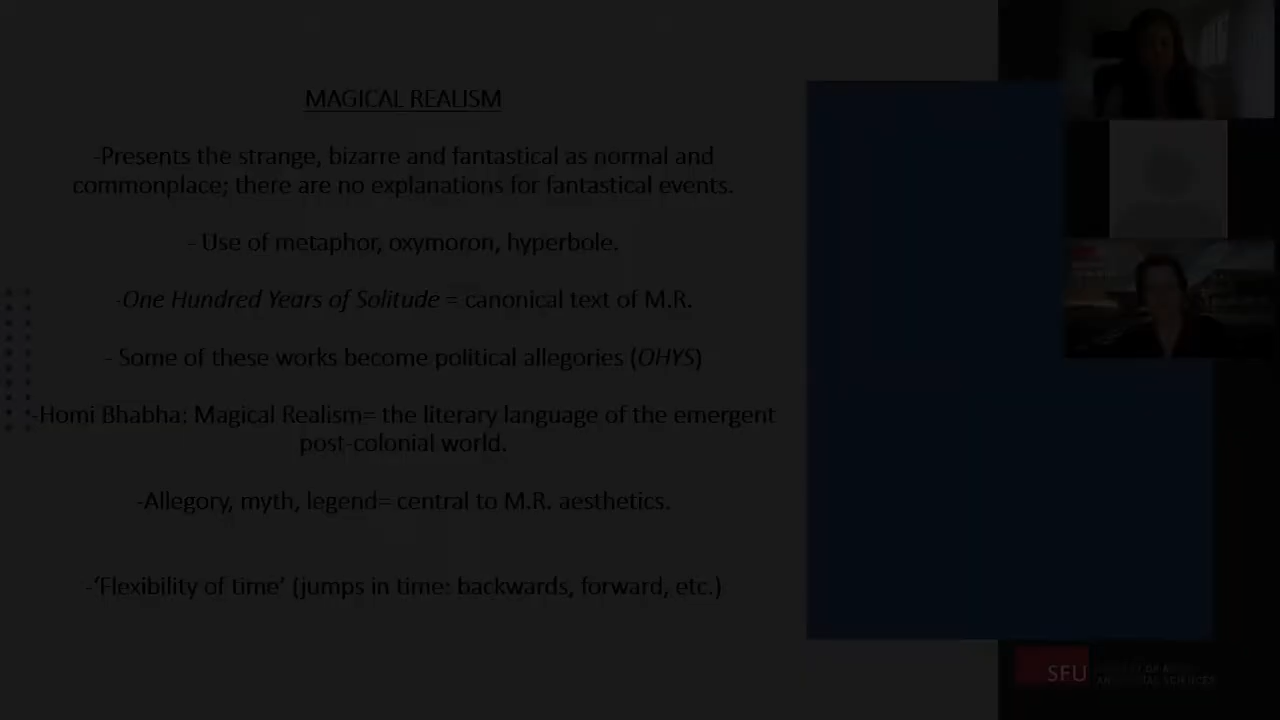 MAGICAL REALISM
-Presents the strange, bizarre and fantastical as normal and
commonplace; there are no explanations for fantastical events.
- Use of metaphor, oxymoron, hyperbole.
-One Hundred Years of Solitude = canonical text of M.R.
- Some of these works become political allegories (OHYS)
-Homi Bhabha: Magical Realism= the literary language of the emergent
post-colonial world.
-Allegory, myth, legend= central to M.R. aesthetics.
-‘Flexibility of time’ (jumps in time: backwards, forward, etc.)
SFU